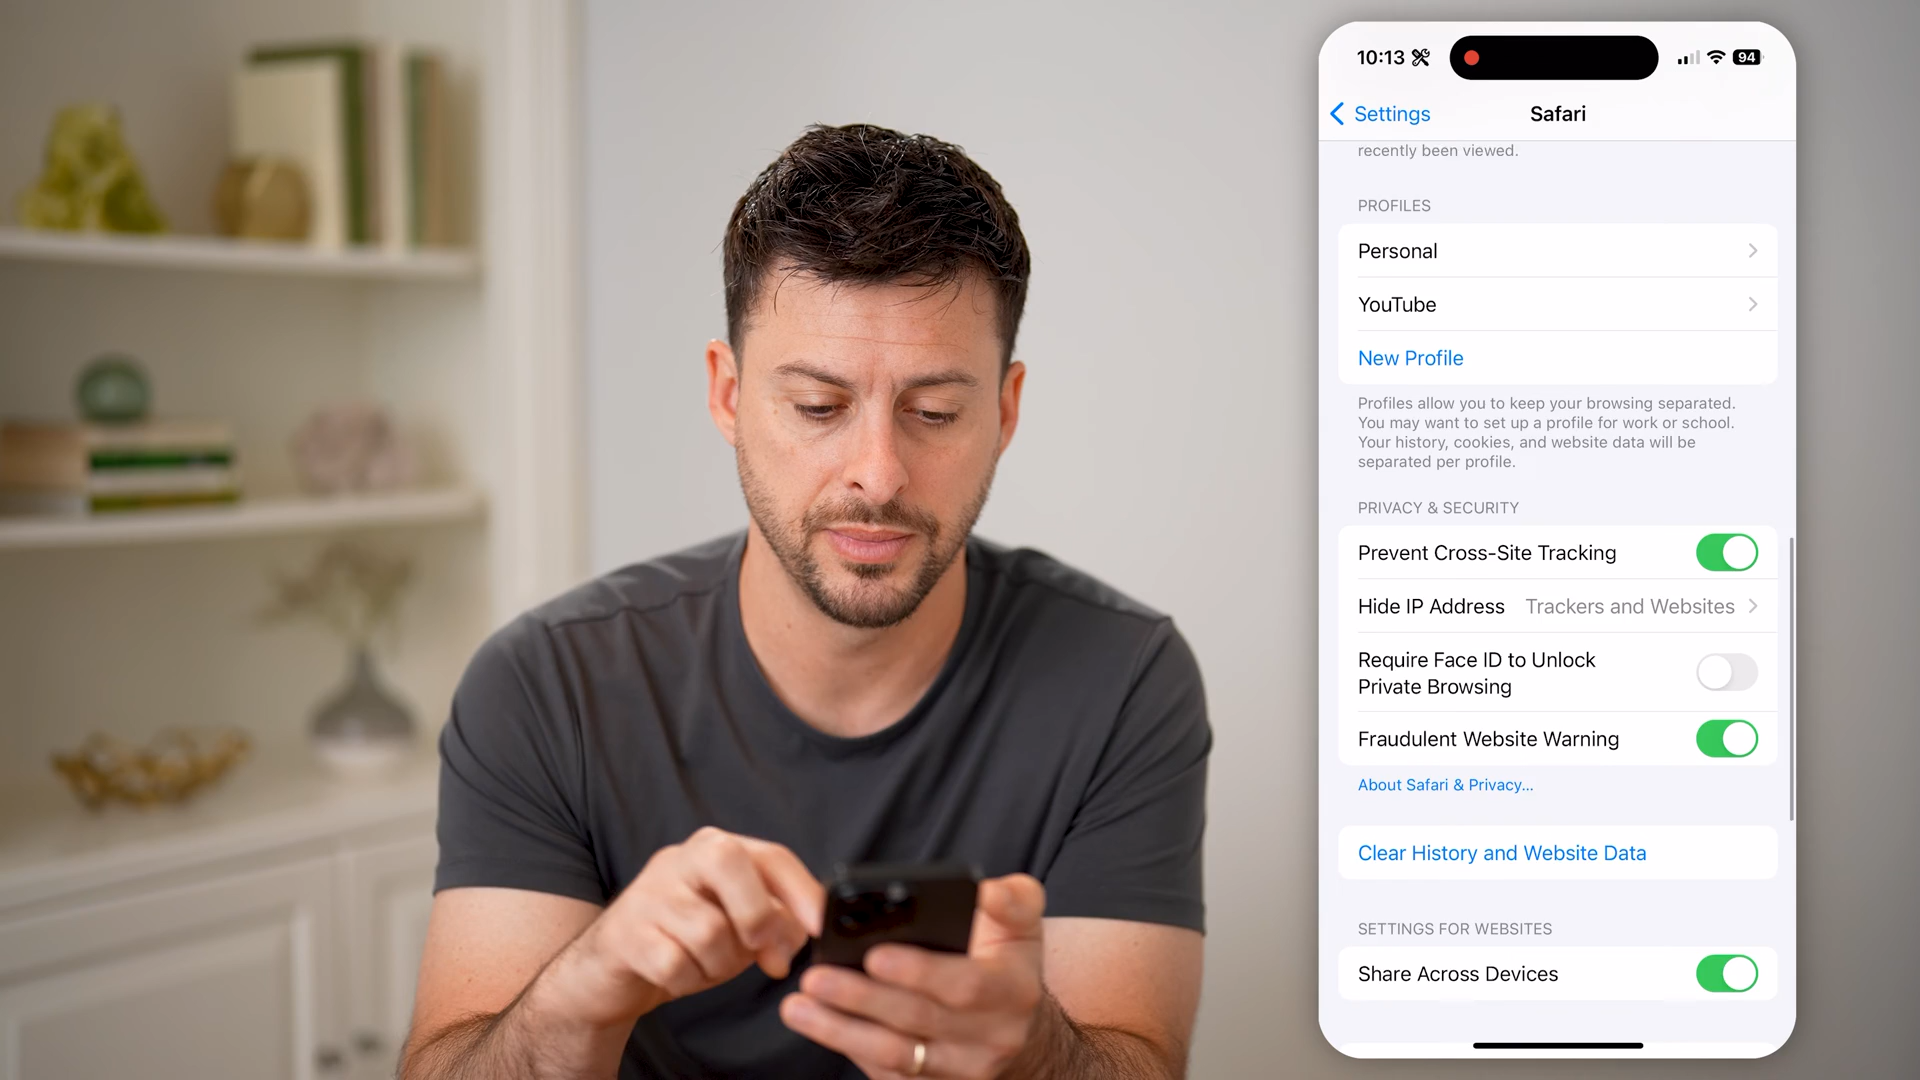 10:13
94
Settings
Safari
recently been viewed.
PROFILES
Personal
YouTube
New Profile
Profiles allow you to keep your browsing separated.
You may want to set up a profile for work or school.
Your history, cookies, and website data will be
separated per profile.
PRIVACY & SECURITY
Prevent Cross-Site Tracking
Hide IP Address Trackers and Websites
Require Face ID to Unlock
Private Browsing
Fraudulent Website Warning
About Safari & Privacy...
Clear History and Website Data
SETTINGS FOR WEBSITES
Share Across Devices